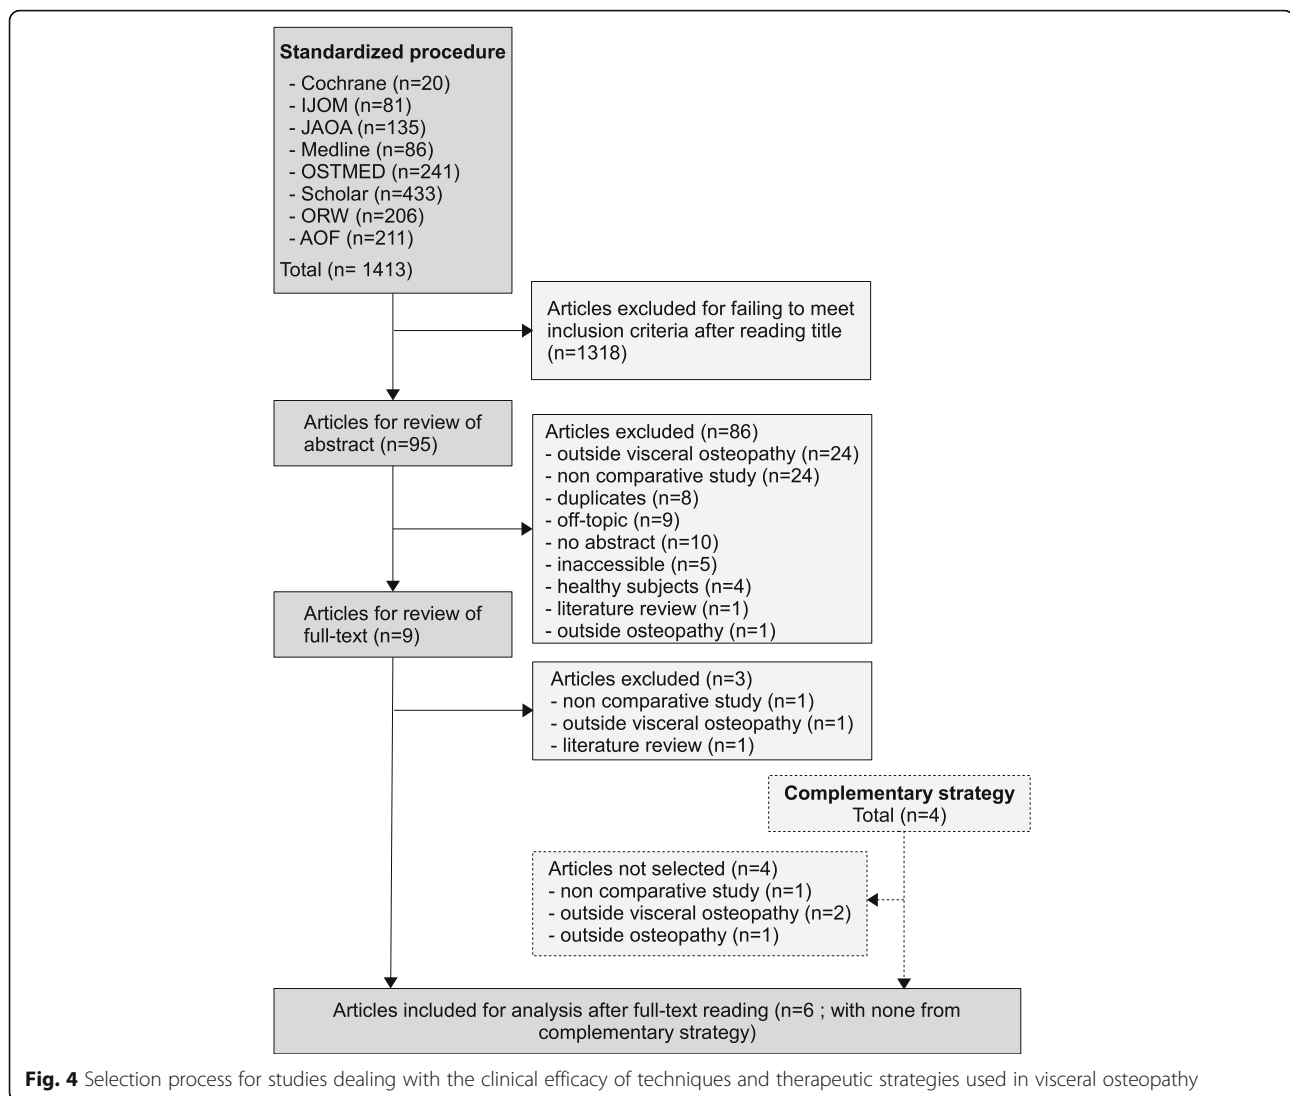 Standardized procedure
- Cochrane (n=20)
- IJOM (n=81)
- JAOA (n=135)
- Medline (n=86)
- OSTMED (n=241)
- Scholar (n=433)
- ORW (n=206)
- AOF (n=211)
Total (n= 1413)
Articles excluded for failing to meet
inclusion criteria after reading title
(n=1318)
Articles for review of
abstract (n=95)
Articles excluded (n=86)
- outside visceral osteopathy (n=24)
- non comparative study (n=24)
- duplicates (n=8)
- off-topic (n=9)
- no abstract (n=10)
- inaccessible (n=5)
- healthy subjects (n=4)
- literature review (n=1)
- outside osteopathy (n=1)
Articles for review of
full-text (n=9)
Articles excluded (n=3)
- non comparative study (n=1)
- outside visceral osteopathy (n=1)
- literature review (n=1)
Complementary strategy
Total (n=4)
Articles not selected (n=4)
- non comparative study (n=1)
- outside visceral osteopathy (n=2)
- outside osteopathy (n=1)
Articles included for analysis after full-text reading (n=6 ; with none from
complementary strategy)
Fig. 4 Selection process for studies dealing with the clinical efficacy of techniques and therapeutic strategies used in visceral osteopathy